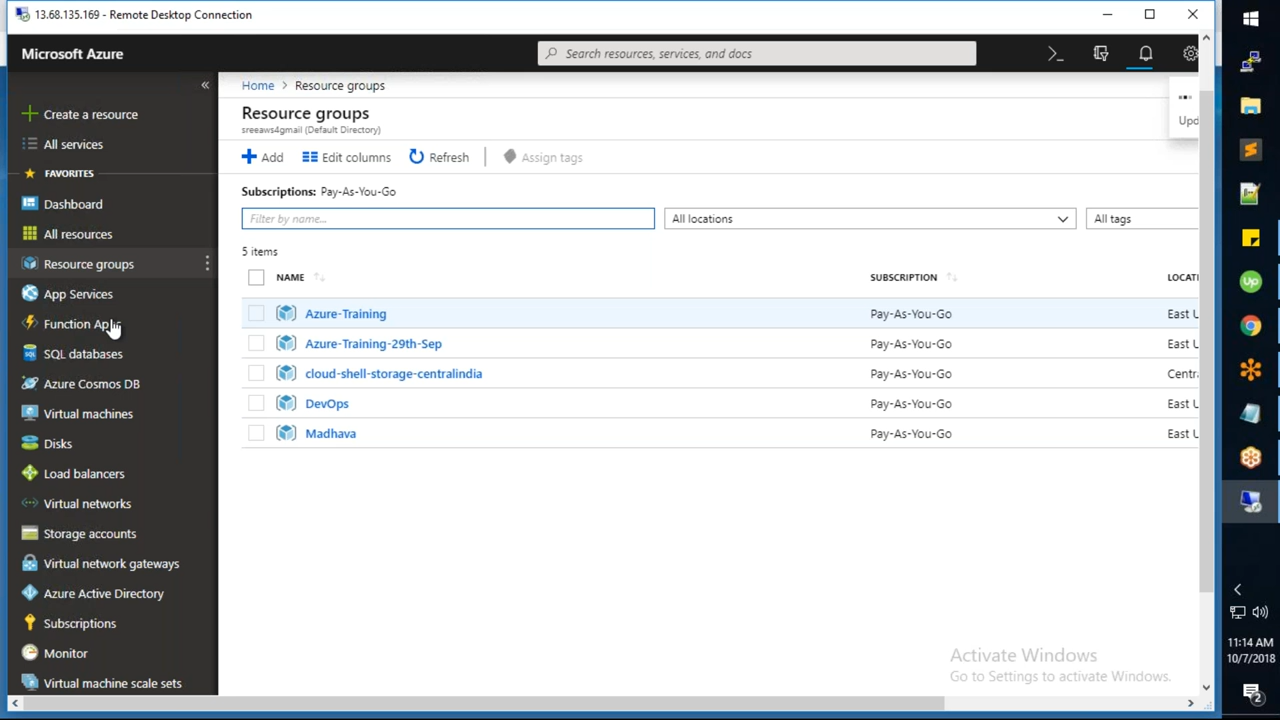 13.68.135.169 - Remote Desktop Connection
Microsoft Azure
Search resources, services, and docs
Create a resource
All services
FAVORITES
Dashboard
All resources
Resource groups
App Services
Function Apps
SQL databases
Azure Cosmos DB
Virtual machines
Disks
Load balancers
Virtual networks
Storage accounts
Virtual network gateways
Azure Active Directory
Subscriptions
Monitor
Virtual machine scale sets
Home > Resource groups
Resource groups
sreeaws4gmail (Default Directory)
Add Edit columns Refresh Assign tags
Upd
Subscriptions: Pay-As-You-Go
Filter by name... All locations All tags
5 items
NAME SUBSCRIPTION LOCATI
Azure-Training Pay-As-You-Go East U
Azure-Training-29th-Sep Pay-As-You-Go East U
cloud-shell-storage-centralindia Pay-As-You-Go Centr
DevOps Pay-As-You-Go East U
Madhava Pay-As-You-Go East U
Activate Windows
Go to Settings to activate Windows.
Up
11:14 AM
10/7/2018
2